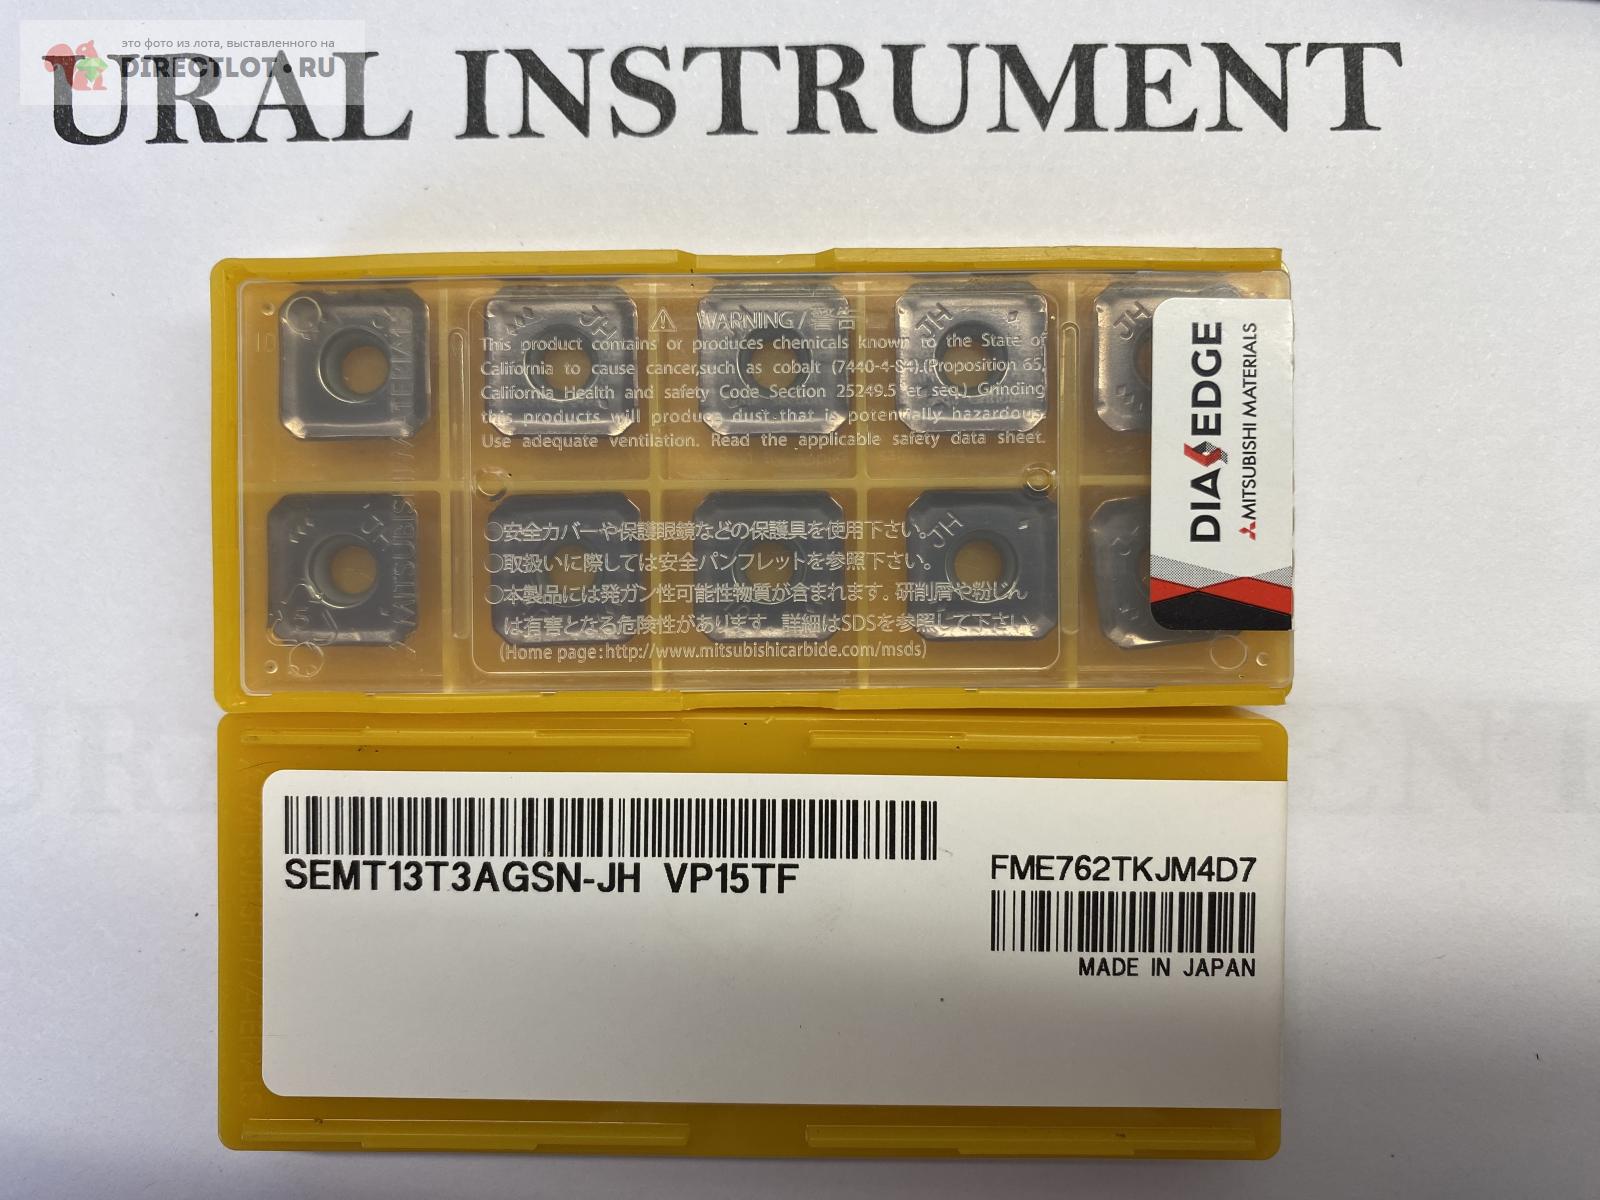 это фото из лота, выставленного на
DIRECTLOT.RU
URAL INSTRUMENT
WARNING / 警告
This product contains or produces chemicals known to the State of
California to cause cancer,such as cobalt (7440-4-84).(Proposition 65,
California Health and safety Code Section 25249.5 et seq.) Grinding
this products will produce dust that is potentially hazardous.
Use adequate ventilation. Read the applicable safety data sheet.
○安全カバーや保護眼鏡などの保護具を使用下さい。
○取扱いに際しては安全パンフレットを参照下さい。
○本製品には発ガン性可能性物質が含まれます. 研削屑や粉じん
は有害となる危険性があります. 詳細はSDSを参照して下さい。
(Home page:http://www.mitsubishicarbide.com/msds)
JH
JH
JH
JH
DIAEDGE
MITSUBISHI MATERIALS
MITSUBISHI MATERIALS
SEMT13T3AGSN-JH VP15TF
FME762TKJM4D7
MADE IN JAPAN